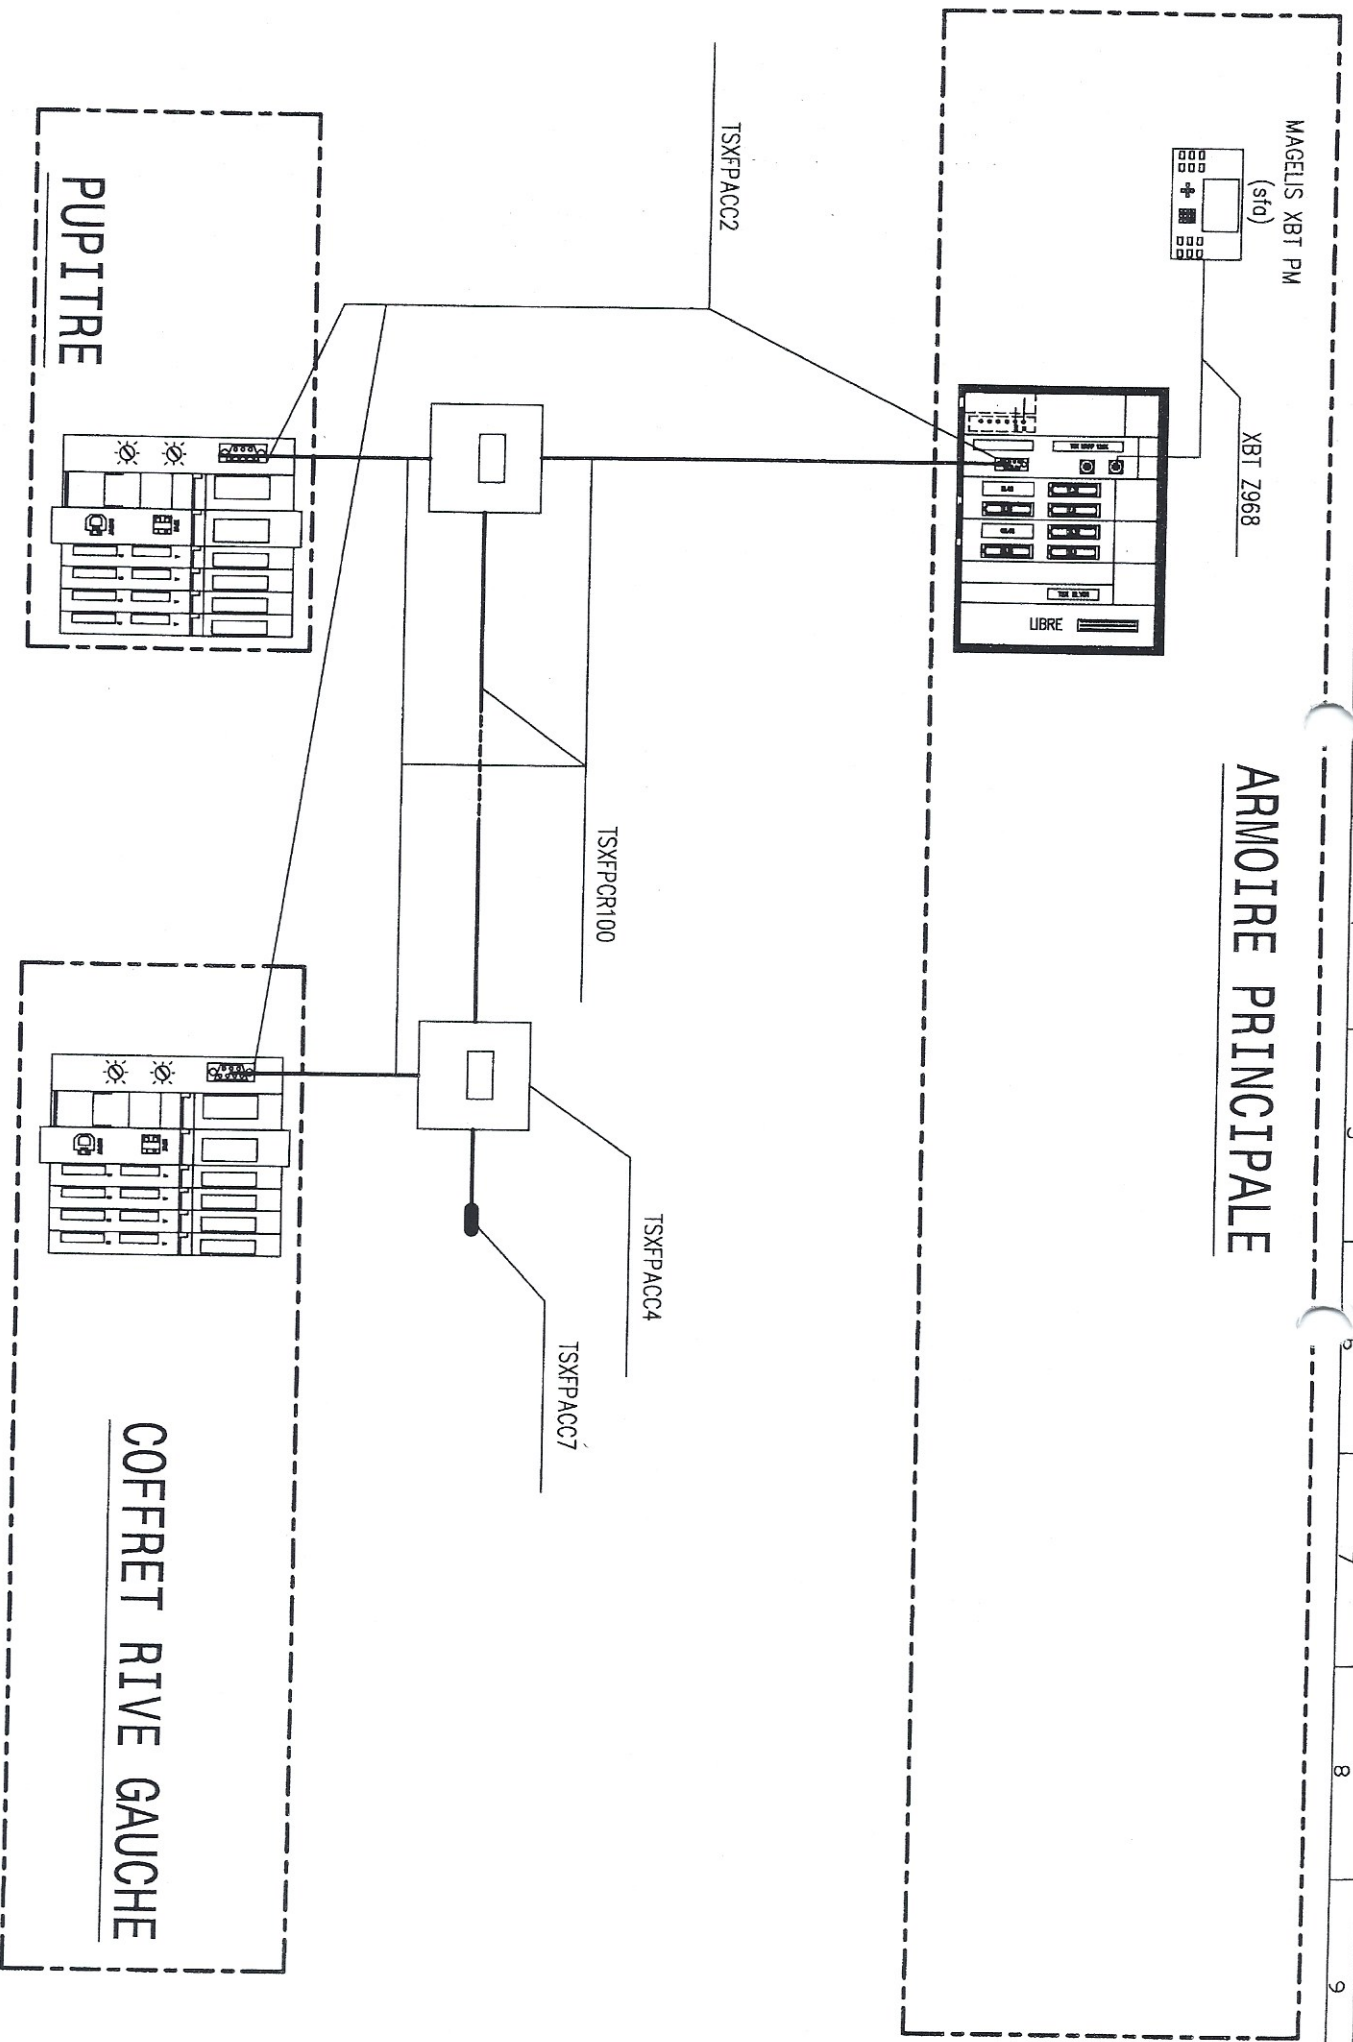 MAGELIS XBT PM
(sfa)
XBT Z968
ARMOIRE PRINCIPALE
LIBRE
TSXFPACC2
TSXFPCR100
TSXFPACC4
TSXFPACC7
PUPITRE
COFFRET RIVE GAUCHE
7
8
9